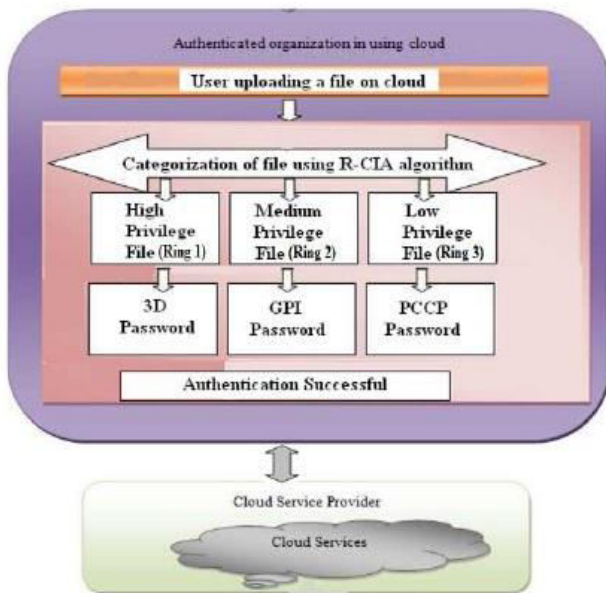 Authenticated organization in using cloud
User uploading a file on cloud
Categorization of file using R-CIA algorithm
High
Privilege
File (Ring 1)
Medium
Privilege
File (Ring 2)
Low
Privilege
File (Ring 3)
3D
Password
GPI
Password
PCCP
Password
Authentication Successful
Cloud Service Provider
Cloud Services